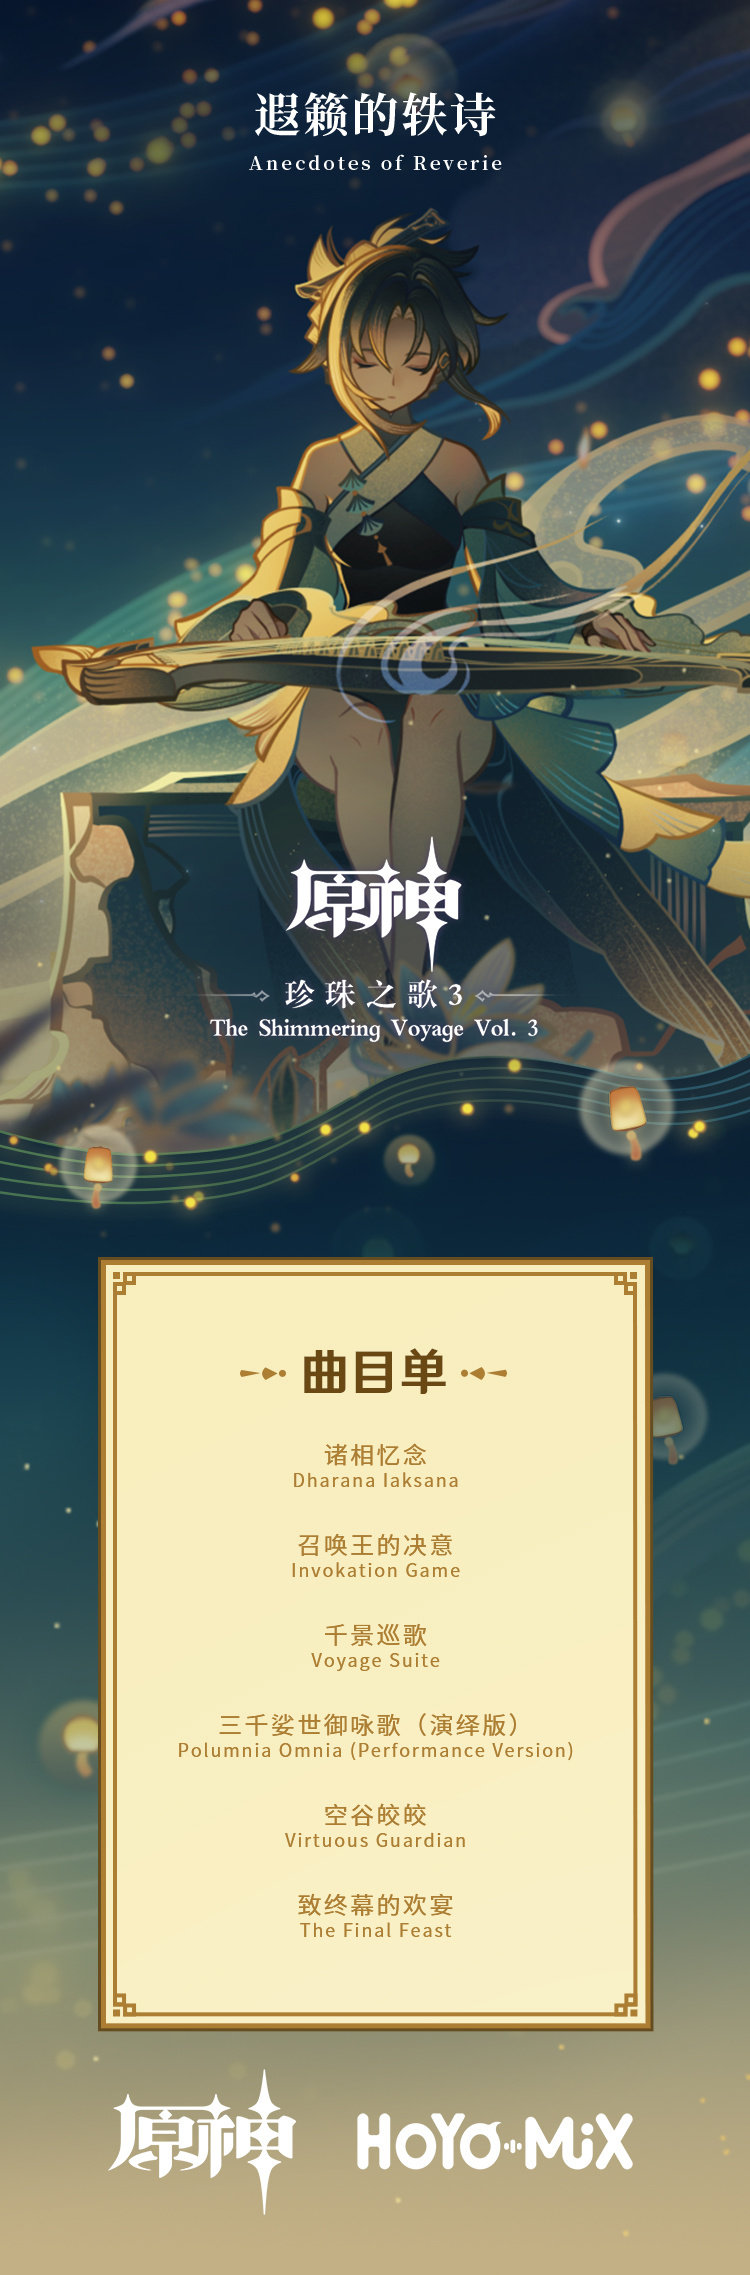 遐籁的轶诗
Anecdotes of Reverie
原神
珍珠之歌3
The Shimmering Voyage Vol. 3
曲目单
诸相忆念
Dharana laksana
召唤王的决意
Invokation Game
千景巡歌
Voyage Suite
三千娑世御咏歌（演绎版）
Polumnia Omnia (Performance Version)
空谷皎皎
Virtuous Guardian
致终幕的欢宴
The Final Feast
原神
HOYO-MiX